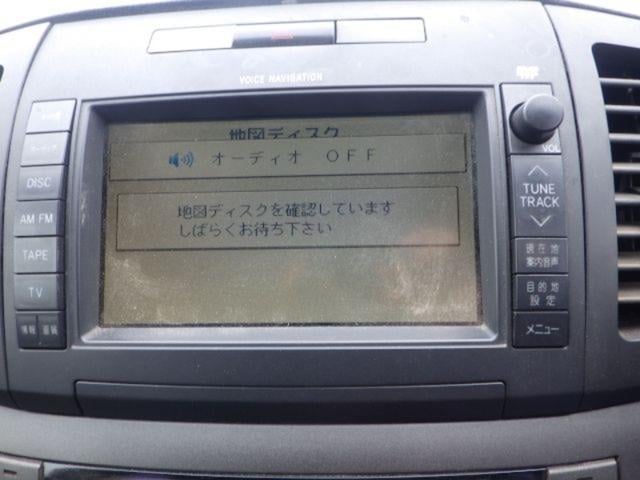 VOICE NAVIGATION
地図ディスク
オーディオ OFF
地図ディスクを確認しています
しばらくお待ち下さい
DISC
AM FM
TAPE
TV
情報 画質
VOL
TUNE
TRACK
現在地
案内音声
目的地
設定
メニュー